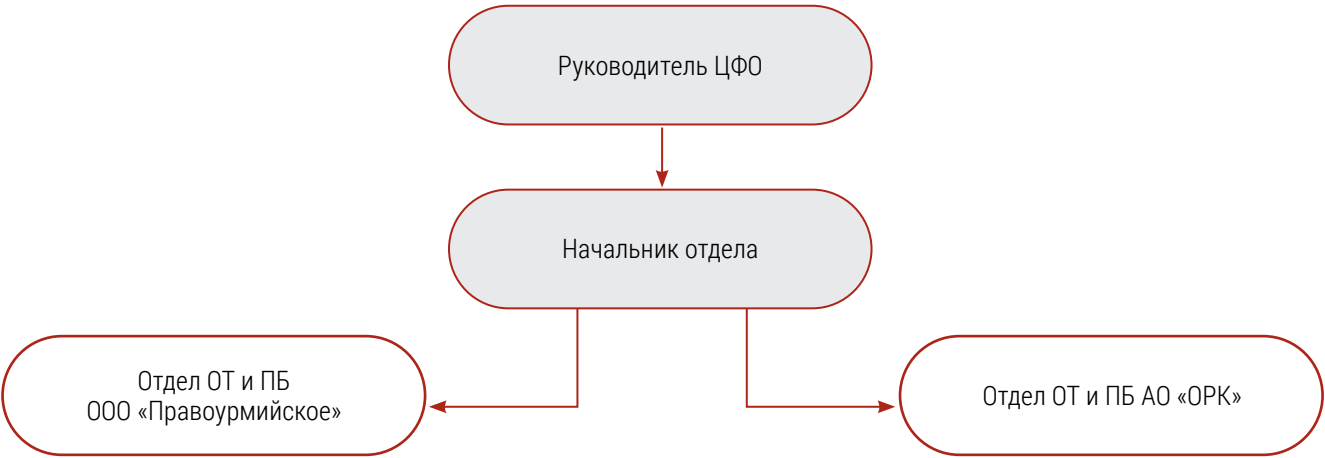 Руководитель ЦФО
Начальник отдела
Отдел ОТ и ПБ
ООО «Правоурмийское»
Отдел ОТ и ПБ АО «ОРК»